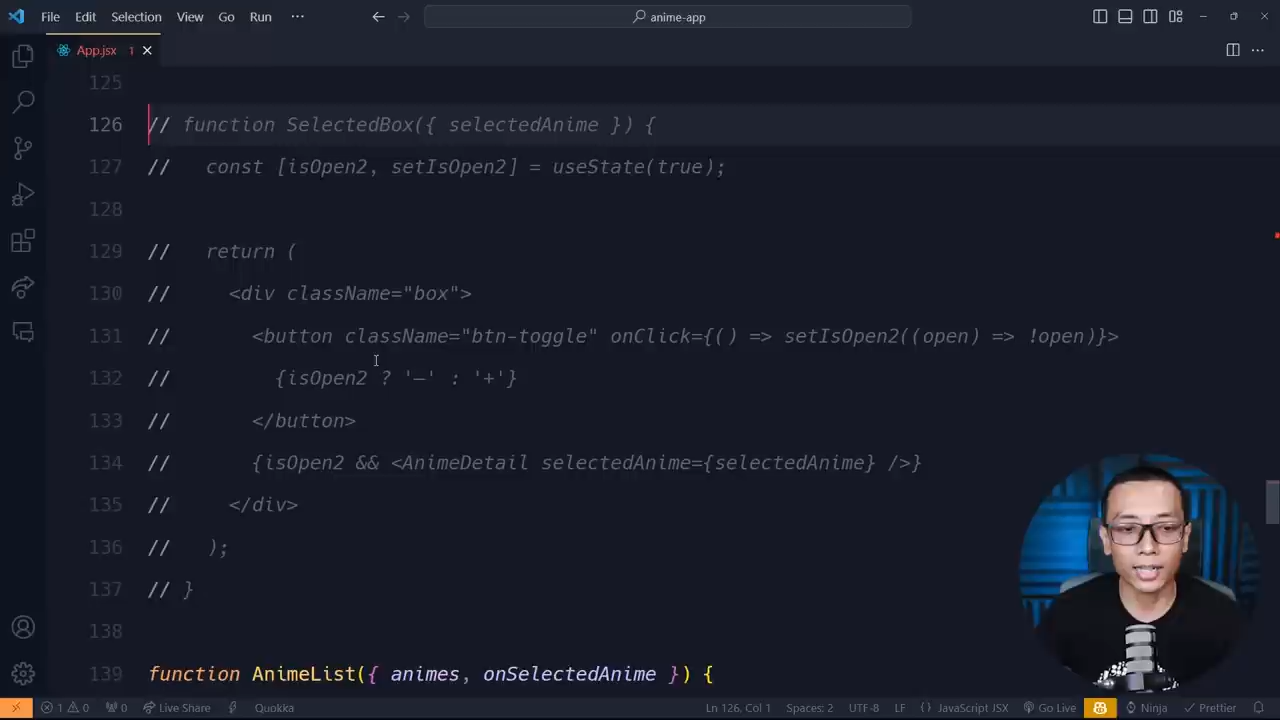 File Edit Selection View Go Run ··· anime-app
App.jsx 1
125
126 // function SelectedBox({ selectedAnime }) {
127 //   const [isOpen2, setIsOpen2] = useState(true);
128
129 //   return (
130 //     <div className="box">
131 //       <button className="btn-toggle" onClick={() => setIsOpen2((open) => !open)}>
132 //         {isOpen2 ? '–' : '+'}
133 //       </button>
134 //       {isOpen2 && <AnimeDetail selectedAnime={selectedAnime} />}
135 //     </div>
136 //   );
137 // }
138
139 function AnimeList({ animes, onSelectedAnime }) {
1 0 0 Live Share Quokka Ln 126, Col 1 Spaces: 2 UTF-8 LF {} JavaScript JSX Go Live Ninja Prettier